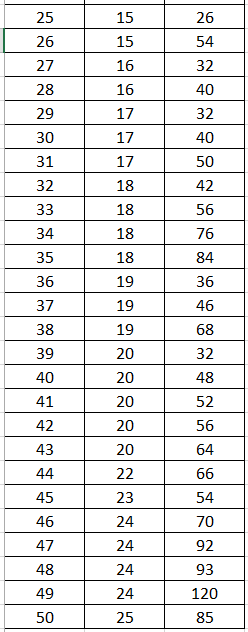 25 15 26
26 15 54
27 16 32
28 16 40
29 17 32
30 17 40
31 17 50
32 18 42
33 18 56
34 18 76
35 18 84
36 19 36
37 19 46
38 19 68
39 20 32
40 20 48
41 20 52
42 20 56
43 20 64
44 22 66
45 23 54
46 24 70
47 24 92
48 24 93
49 24 120
50 25 85